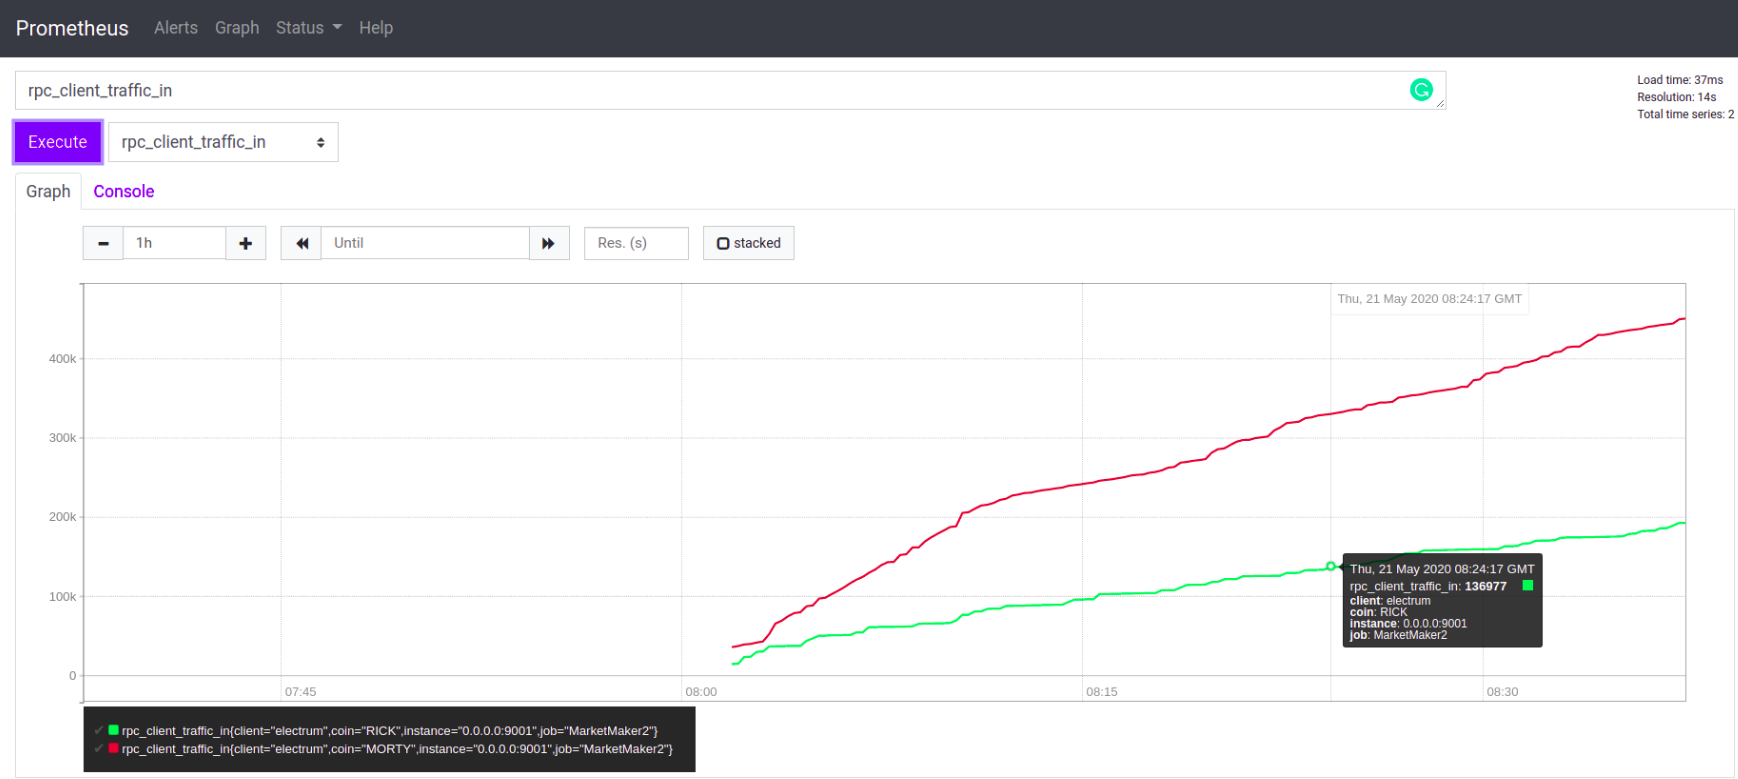 Prometheus Alerts Graph Status Help
rpc_client_traffic_in
Load time: 37ms
Resolution: 14s
Total time series: 2
Execute rpc_client_traffic_in
Graph Console
1h Until Res. (s) stacked
Thu, 21 May 2020 08:24:17 GMT
400k
300k
200k
100k
0
Thu, 21 May 2020 08:24:17 GMT
rpc_client_traffic_in: 136977
client: electrum
coin: RICK
instance: 0.0.0.0:9001
job: MarketMaker2
07:45 08:00 08:15 08:30
rpc_client_traffic_in{client="electrum",coin="RICK",instance="0.0.0.0:9001",job="MarketMaker2"}
rpc_client_traffic_in{client="electrum",coin="MORTY",instance="0.0.0.0:9001",job="MarketMaker2"}